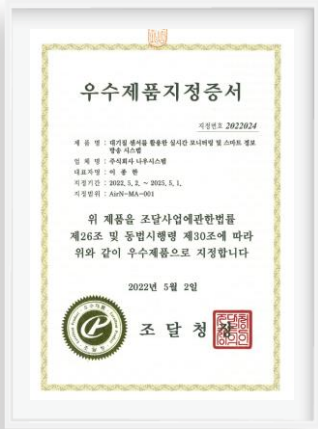 우수제품지정증서
지정번호 2022024
제 품 명 : 대기질 센서를 활용한 실시간 모니터링 및 스마트 경보
방송 시스템
업 체 명 : 주식회사 나우시스템
대표자명 : 이 종 현
지정기간 : 2022. 5. 2. ~ 2025. 5. 1.
지정범위 : AirN-MA-001
위 제품을 조달사업에관한법률
제26조 및 동법시행령 제30조에 따라
위와 같이 우수제품으로 지정합니다
2022년 5월 2일
조 달 청 장